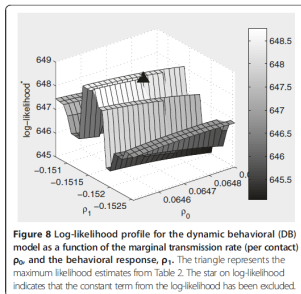 649
648
647
646
645
log−likelihood*
−0.151
−0.1515
−0.152
−0.1525
ρ1
0.0646
0.0647
0.0648
ρ0
648.5
648
647.5
647
646.5
646
645.5
Figure 8 Log-likelihood profile for the dynamic behavioral (DB)
model as a function of the marginal transmission rate (per contact)
ρ0, and the behavioral response, ρ1. The triangle represents the
maximum likelihood estimates from Table 2. The star on log-likelihood
indicates that the constant term from the log-likelihood has been excluded.